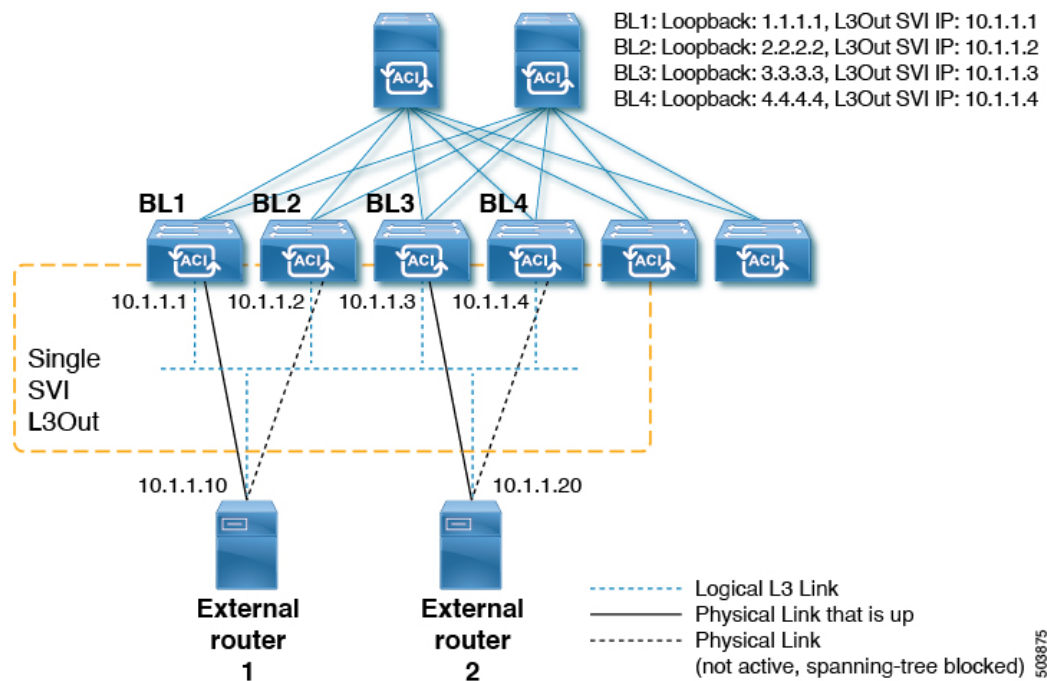 BL1: Loopback: 1.1.1.1, L3Out SVI IP: 10.1.1.1
BL2: Loopback: 2.2.2.2, L3Out SVI IP: 10.1.1.2
BL3: Loopback: 3.3.3.3, L3Out SVI IP: 10.1.1.3
BL4: Loopback: 4.4.4.4, L3Out SVI IP: 10.1.1.4
ACI
ACI
BL1
BL2
BL3
BL4
ACI
ACI
ACI
ACI
ACI
ACI
10.1.1.1
10.1.1.2
10.1.1.3
10.1.1.4
Single
SVI
L3Out
10.1.1.10
10.1.1.20
External
router
1
External
router
2
Logical L3 Link
Physical Link that is up
Physical Link
(not active, spanning-tree blocked)
503875